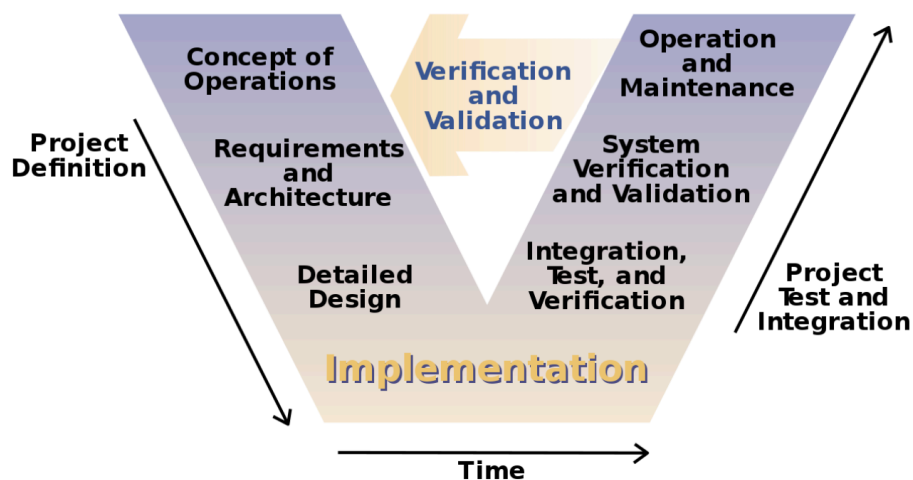 Concept of
Operations
Verification
and
Validation
Operation
and
Maintenance
Project
Definition
Requirements
and
Architecture
System
Verification
and Validation
Detailed
Design
Integration,
Test, and
Verification
Project
Test and
Integration
Implementation
Time